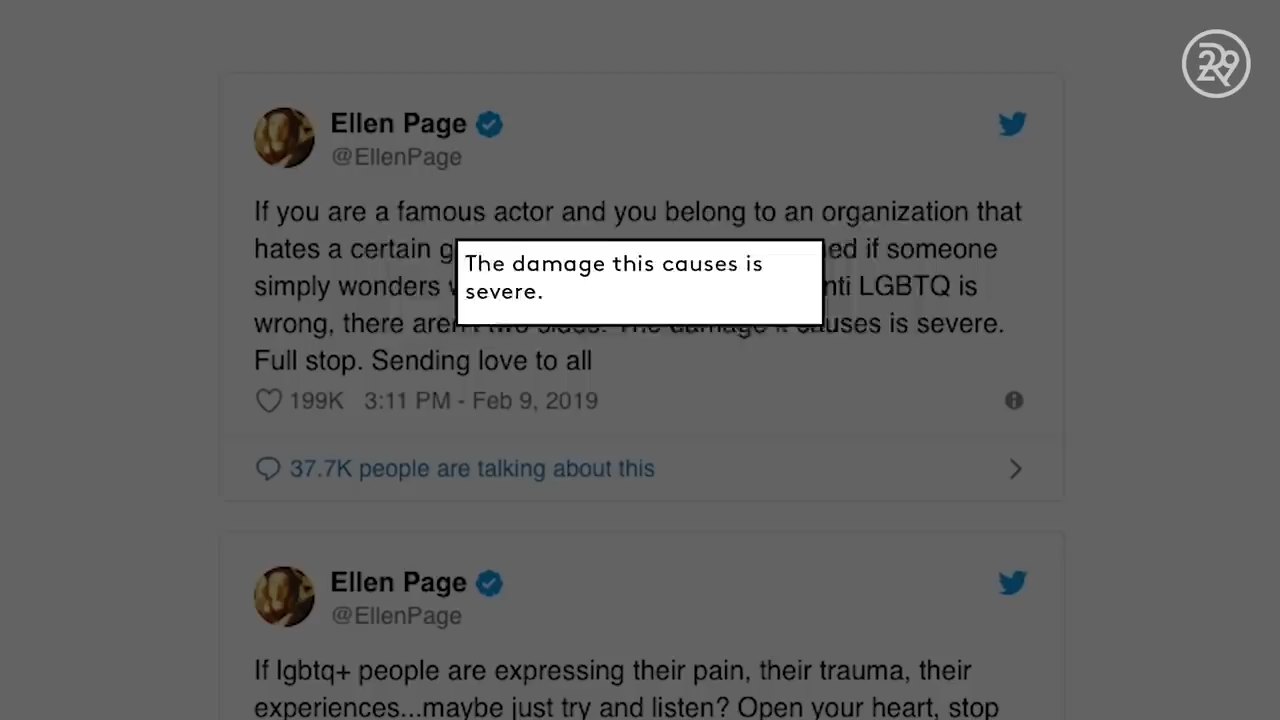 R29
Ellen Page
@EllenPage
If you are a famous actor and you belong to an organization that
hates a certain
if someone
simply wonders
LGBTQ is
wrong, there
The damage
causes is severe.
Full stop. Sending love to all
199K 3:11 PM - Feb 9, 2019
37.7K people are talking about this
The damage this causes is
severe.
Ellen Page
@EllenPage
If lgbtq+ people are expressing their pain, their trauma, their
experiences...maybe just try and listen? Open your heart, stop